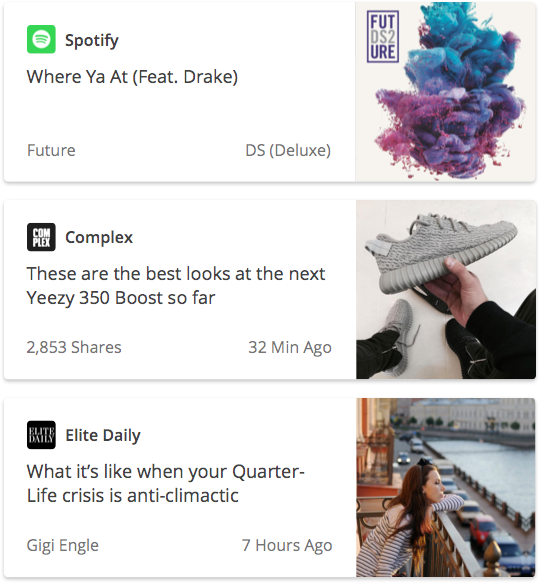 Spotify
Where Ya At (Feat. Drake)
Future
DS (Deluxe)
FUT
DS2
URE
COM
PLEX
Complex
These are the best looks at the next
Yeezy 350 Boost so far
2,853 Shares
32 Min Ago
ELITE
DAILY
Elite Daily
What it’s like when your Quarter-
Life crisis is anti-climactic
Gigi Engle
7 Hours Ago